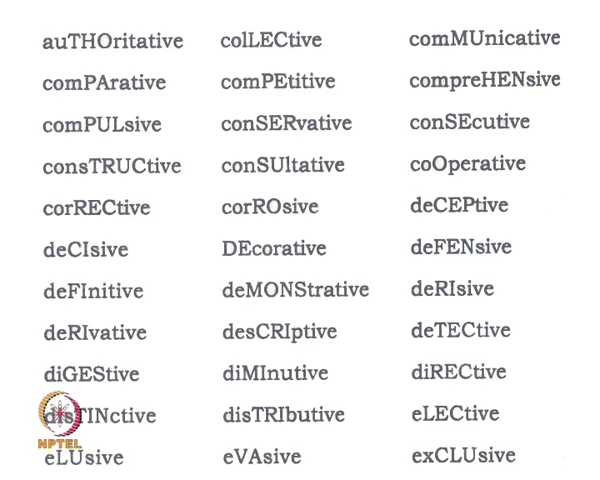 auTHOritative colLECtive comMUnicative
comPArative comPEtitive compreHENsive
comPULsive conSERvative conSEcutive
consTRUCtive conSUltative coOperative
corRECtive corROsive deCEPtive
deCIsive DEcorative deFENsive
deFInitive deMONStrative deRIsive
deRIvative desCRIptive deTECtive
diGEStive diMInutive diRECtive
disTINctive disTRIbutive eLECtive
NPTEL
eLUsive eVAsive exCLUsive